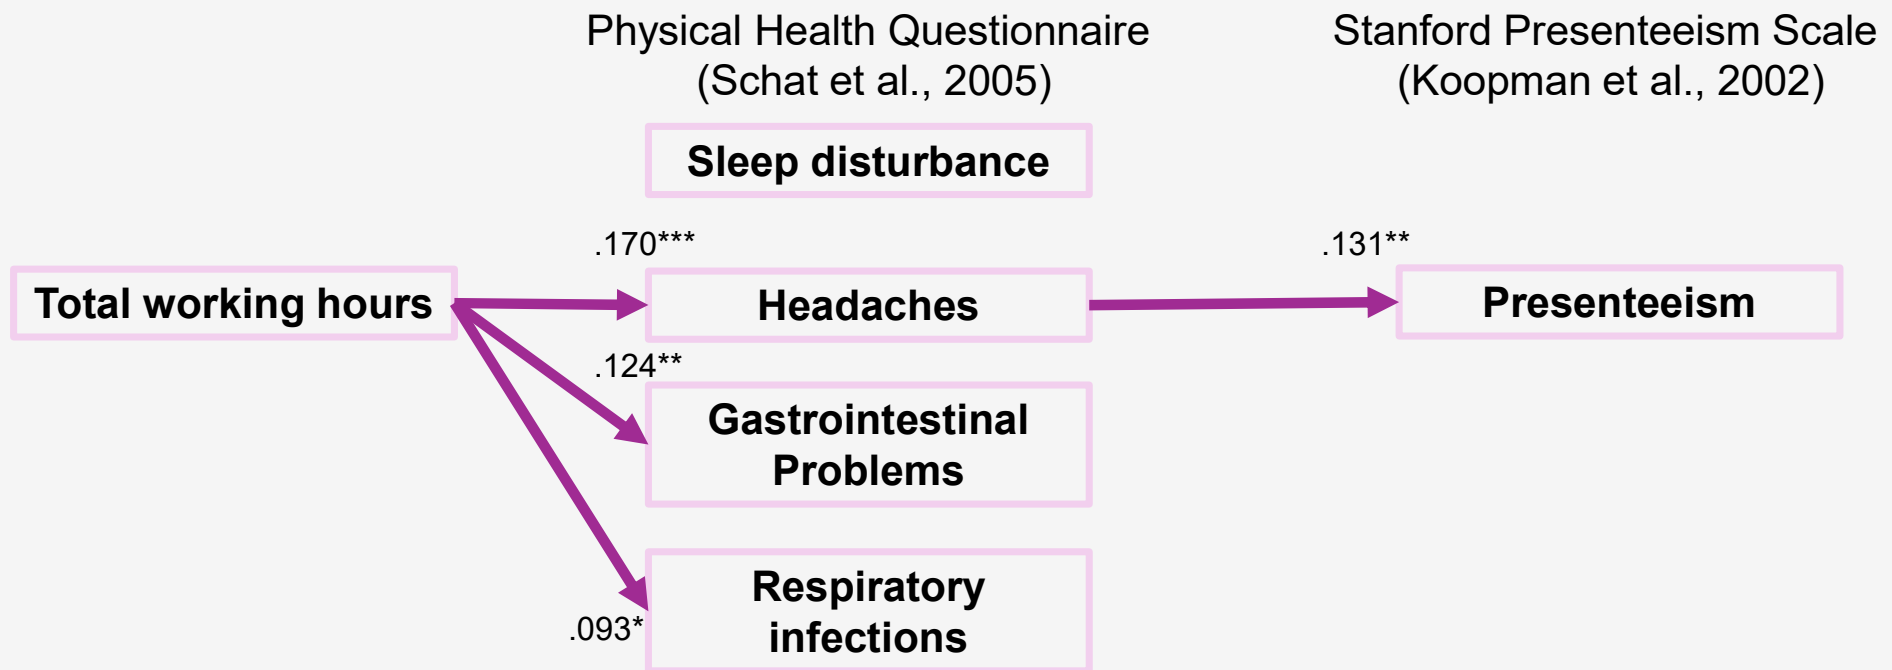 Physical Health Questionnaire
(Schat et al., 2005)
Stanford Presenteeism Scale
(Koopman et al., 2002)
Sleep disturbance
.170***
.131**
Total working hours
Headaches
Presenteeism
.124**
Gastrointestinal
Problems
Respiratory
infections
.093*